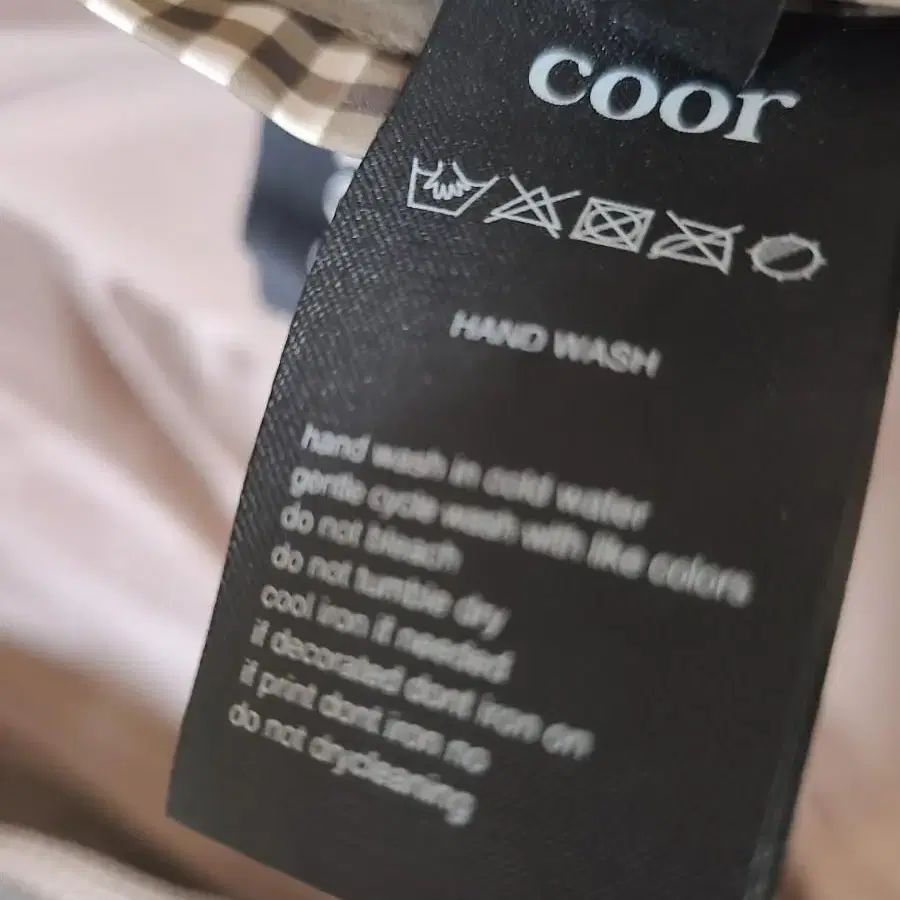 coor
HAND WASH
hand wash in cold water
gentle cycle wash with like colors
do not bleach
do not tumble dry
cool iron if needed
if decorated dont iron on
if print dont iron no
do not drycleaning